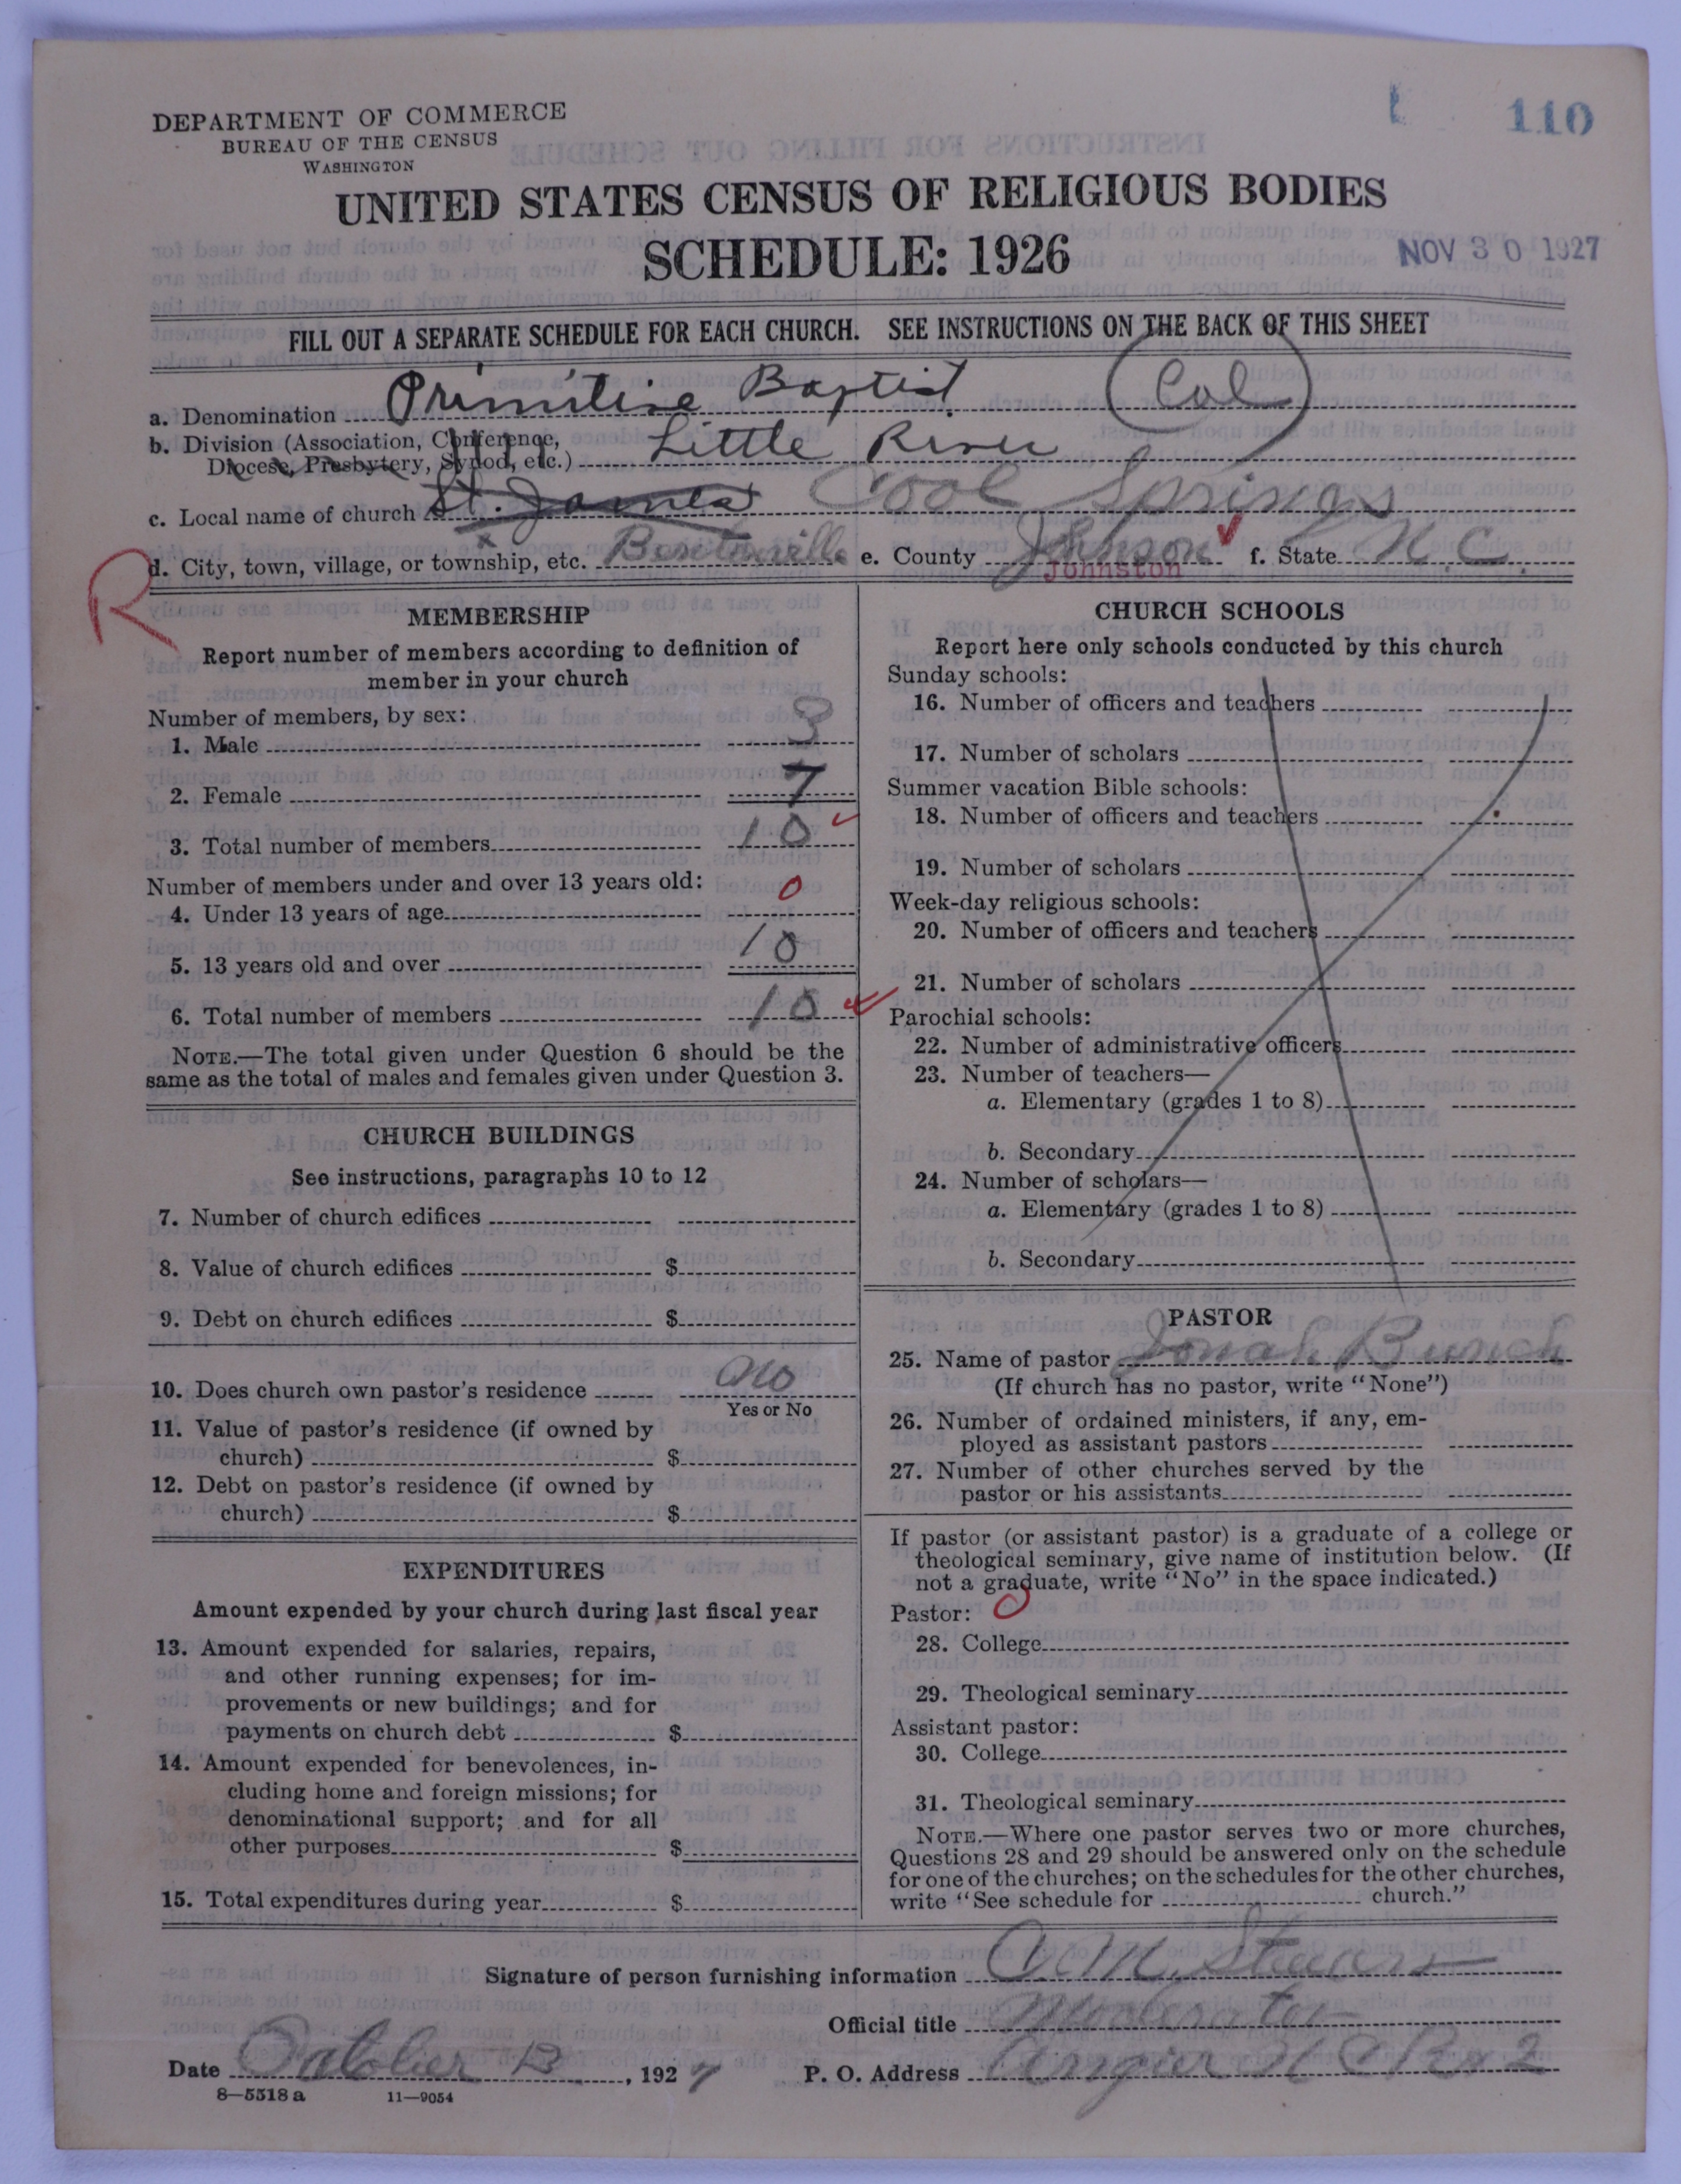 DEPARTMENT OF COMMERCE
BUREAU OF THE CENSUS
WASHINGTON
110
UNITED STATES CENSUS OF RELIGIOUS BODIES
SCHEDULE: 1926
NOV 30 1927
FILL OUT A SEPARATE SCHEDULE FOR EACH CHURCH. SEE INSTRUCTIONS ON THE BACK OF THIS SHEET
a. Denomination Primitive Baptist (Col)
b. Division (Association, Conference,
Diocese, Presbytery, Synod, etc.) Little River
c. Local name of church St. James Cool Springs
R
d. City, town, village, or township, etc. Bentonville e. County Johnson f. State N.C.
Johnston
MEMBERSHIP
Report number of members according to definition of
member in your church
Number of members, by sex:
1. Male 3
2. Female 7
3. Total number of members 10
Number of members under and over 13 years old:
4. Under 13 years of age 0
5. 13 years old and over 10
6. Total number of members 10
NOTE.—The total given under Question 6 should be the
same as the total of males and females given under Question 3.
CHURCH BUILDINGS
See instructions, paragraphs 10 to 12
7. Number of church edifices
8. Value of church edifices $
9. Debt on church edifices $
10. Does church own pastor's residence No
Yes or No
11. Value of pastor's residence (if owned by
church) $
12. Debt on pastor's residence (if owned by
church) $
EXPENDITURES
Amount expended by your church during last fiscal year
13. Amount expended for salaries, repairs,
and other running expenses; for im-
provements or new buildings; and for
payments on church debt $
14. Amount expended for benevolences, in-
cluding home and foreign missions; for
denominational support; and for all
other purposes $
15. Total expenditures during year $
CHURCH SCHOOLS
Report here only schools conducted by this church
Sunday schools:
16. Number of officers and teachers
17. Number of scholars
Summer vacation Bible schools:
18. Number of officers and teachers
19. Number of scholars
Week-day religious schools:
20. Number of officers and teachers
21. Number of scholars
Parochial schools:
22. Number of administrative officers
23. Number of teachers—
a. Elementary (grades 1 to 8)
b. Secondary
24. Number of scholars—
a. Elementary (grades 1 to 8)
b. Secondary
PASTOR
25. Name of pastor Jonah Bunch
(If church has no pastor, write "None")
26. Number of ordained ministers, if any, em-
ployed as assistant pastors
27. Number of other churches served by the
pastor or his assistants
If pastor (or assistant pastor) is a graduate of a college or
theological seminary, give name of institution below. (If
not a graduate, write "No" in the space indicated.)
Pastor: 0
28. College
29. Theological seminary
Assistant pastor:
30. College
31. Theological seminary
NOTE.—Where one pastor serves two or more churches,
Questions 28 and 29 should be answered only on the schedule
for one of the churches; on the schedules for the other churches,
write "See schedule for church."
Signature of person furnishing information A. M. Stears
Official title Moderator
Date October 13, 1927 P. O. Address Angier N C R # 2
8—5518 a 11—9054